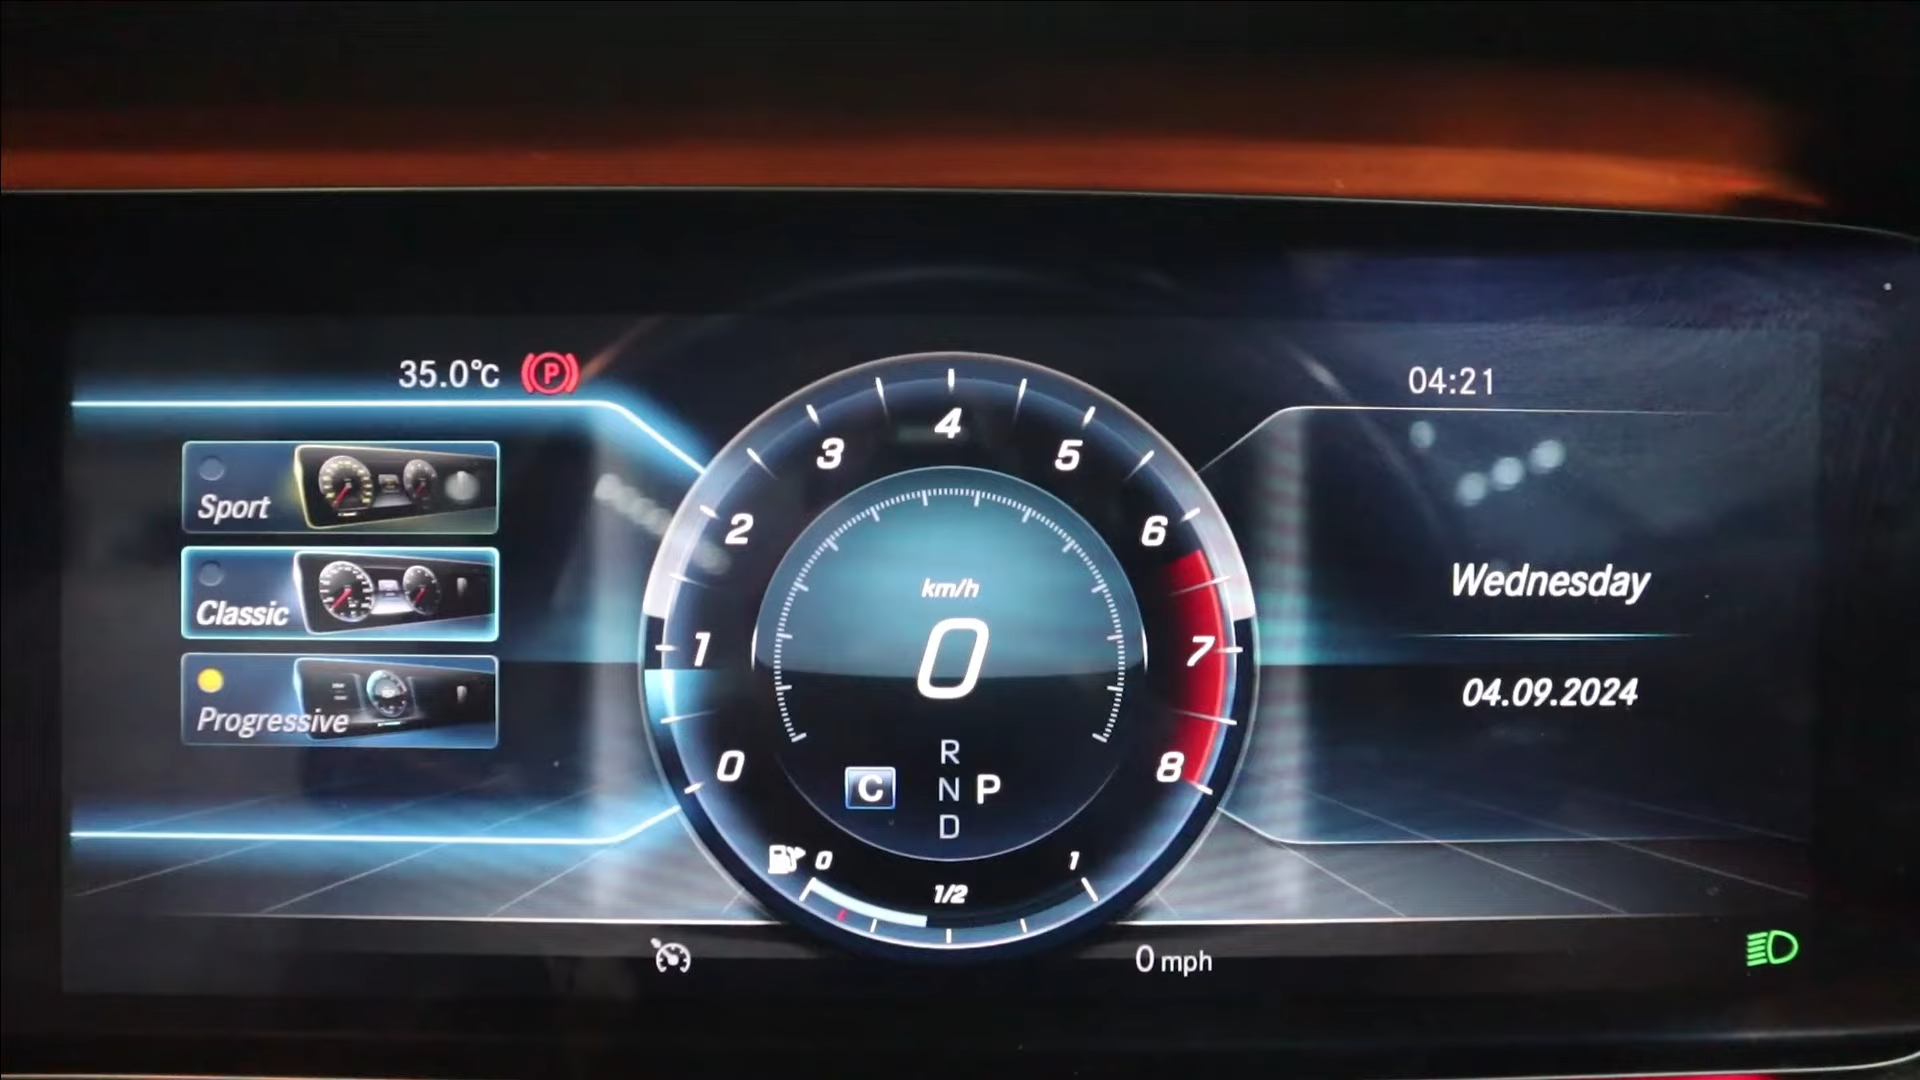 35.0°C
P
04:21
Sport
Classic
Progressive
0
1
2
3
4
5
6
7
8
km/h
0
R
C
N
P
D
0
1/2
1
Wednesday
04.09.2024
0 mph